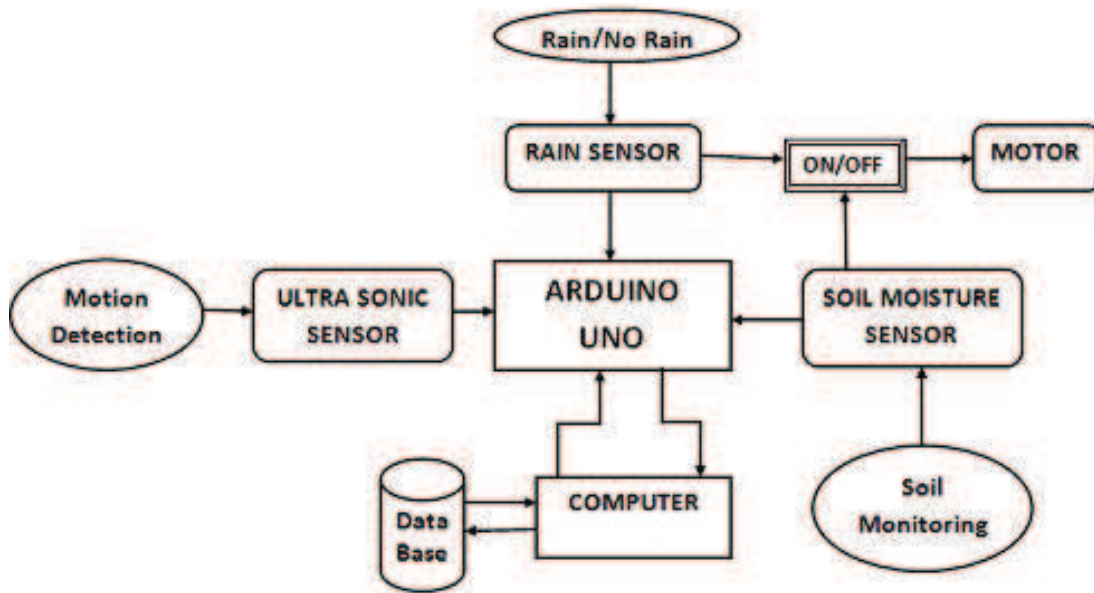 Rain/No Rain
RAIN SENSOR
ON/OFF
MOTOR
Motion
Detection
ULTRA SONIC
SENSOR
ARDUINO
UNO
SOIL MOISTURE
SENSOR
Data
Base
COMPUTER
Soil
Monitoring